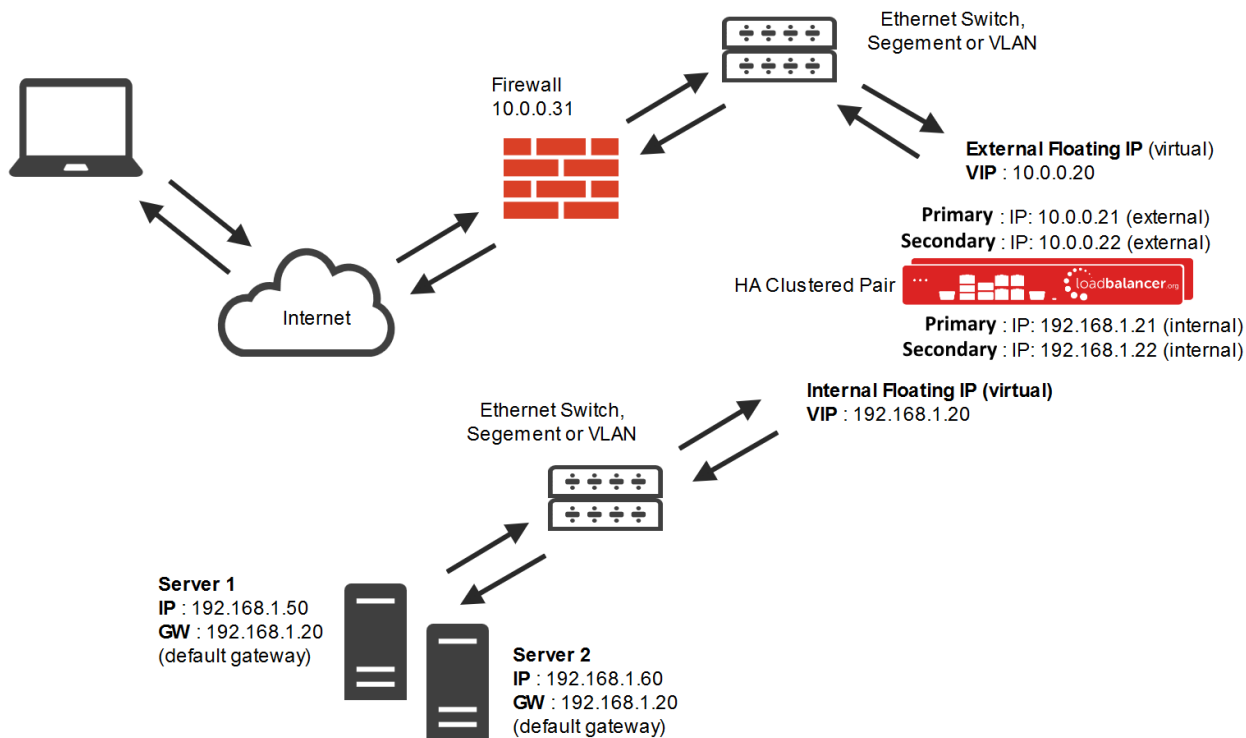 Ethernet Switch,
Segement or VLAN
Firewall
10.0.0.31
External Floating IP (virtual)
VIP : 10.0.0.20
Primary : IP: 10.0.0.21 (external)
Secondary : IP: 10.0.0.22 (external)
HA Clustered Pair
loadbalancer.org
Internet
Primary : IP: 192.168.1.21 (internal)
Secondary : IP: 192.168.1.22 (internal)
Internal Floating IP (virtual)
VIP : 192.168.1.20
Ethernet Switch,
Segement or VLAN
Server 1
IP : 192.168.1.50
GW : 192.168.1.20
(default gateway)
Server 2
IP : 192.168.1.60
GW : 192.168.1.20
(default gateway)